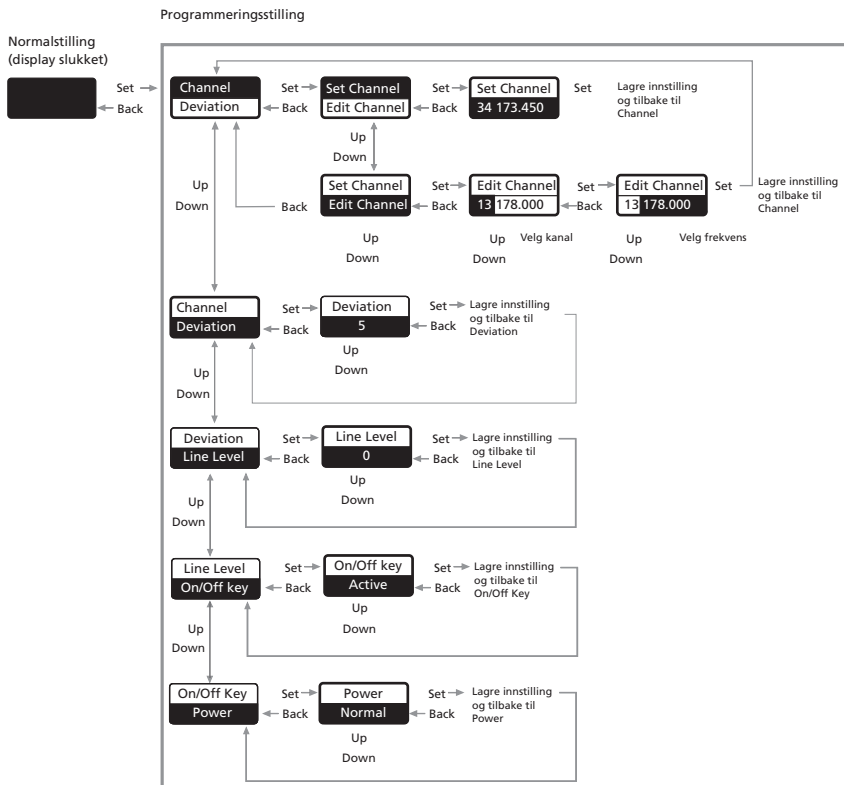 Programmeringsstilling
Normalstilling
(display slukket)
Set
Back
Channel
Deviation
Set
Back
Set Channel
Edit Channel
Set
Back
Set Channel
34 173.450
Set
Lagre innstilling
og tilbake til
Channel
Up
Down
Up
Down
Back
Set Channel
Edit Channel
Set
Back
Edit Channel
13 178.000
Set
Back
Edit Channel
13 178.000
Set
Lagre innstilling
og tilbake til
Channel
Up
Down
Up
Down
Velg kanal
Up
Down
Velg frekvens
Channel
Deviation
Set
Back
Deviation
5
Set
Back
Lagre innstilling
og tilbake til
Deviation
Up
Down
Up
Down
Deviation
Line Level
Set
Back
Line Level
0
Set
Back
Lagre innstilling
og tilbake til
Line Level
Up
Down
Up
Down
Line Level
On/Off key
Set
Back
On/Off key
Active
Set
Back
Lagre innstilling
og tilbake til
On/Off Key
Up
Down
Up
Down
On/Off Key
Power
Set
Back
Power
Normal
Set
Back
Lagre innstilling
og tilbake til
Power
Up
Down